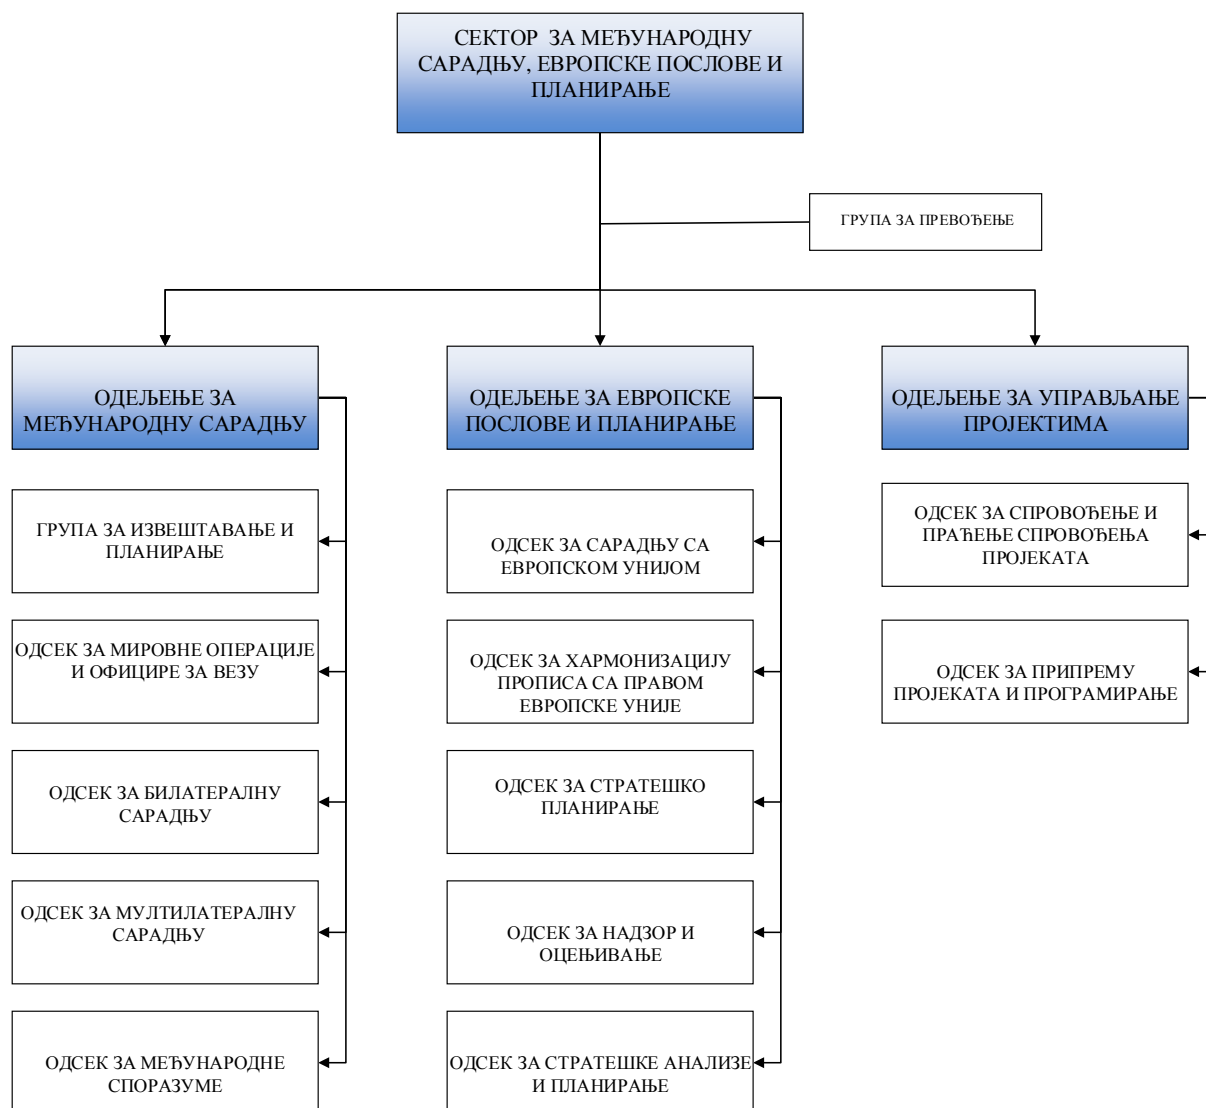 СЕКТОР ЗА МЕЂУНАРОДНУ
САРАДЊУ, ЕВРОПСКЕ ПОСЛОВЕ И
ПЛАНИРАЊЕ
ГРУПА ЗА ПРЕВОЂЕЊЕ
ОДЕЉЕЊЕ ЗА
МЕЂУНАРОДНУ САРАДЊУ
ОДЕЉЕЊЕ ЗА ЕВРОПСКЕ
ПОСЛОВЕ И ПЛАНИРАЊЕ
ОДЕЉЕЊЕ ЗА УПРАВЉАЊЕ
ПРОЈЕКТИМА
ГРУПА ЗА ИЗВЕШТАВАЊЕ И
ПЛАНИРАЊЕ
ОДСЕК ЗА МИРОВНЕ ОПЕРАЦИЈЕ
И ОФИЦИРЕ ЗА ВЕЗУ
ОДСЕК ЗА БИЛАТЕРАЛНУ
САРАДЊУ
ОДСЕК ЗА МУЛТИЛАТЕРАЛНУ
САРАДЊУ
ОДСЕК ЗА МЕЂУНАРОДНЕ
СПОРАЗУМЕ
ОДСЕК ЗА САРАДЊУ СА
ЕВРОПСКОМ УНИЈОМ
ОДСЕК ЗА ХАРМОНИЗАЦИЈУ
ПРОПИСА СА ПРАВОМ
ЕВРОПСКЕ УНИЈЕ
ОДСЕК ЗА СТРАТЕШКО
ПЛАНИРАЊЕ
ОДСЕК ЗА НАДЗОР И
ОЦЕЊИВАЊЕ
ОДСЕК ЗА СТРАТЕШКЕ АНАЛИЗЕ
И ПЛАНИРАЊЕ
ОДСЕК ЗА СПРОВОЂЕЊЕ И
ПРАЋЕЊЕ СПРОВОЂЕЊА
ПРОЈЕКАТА
ОДСЕК ЗА ПРИПРЕМУ
ПРОЈЕКАТА И ПРОГРАМИРАЊЕ